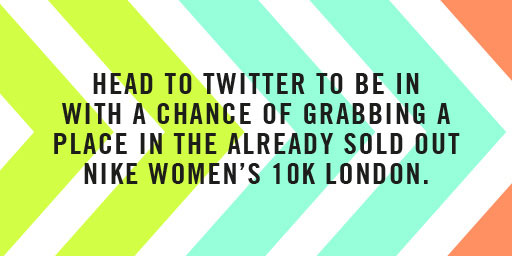 HEAD TO TWITTER TO BE IN
WITH A CHANCE OF GRABBING A
PLACE IN THE ALREADY SOLD OUT
NIKE WOMEN’S 10K LONDON.